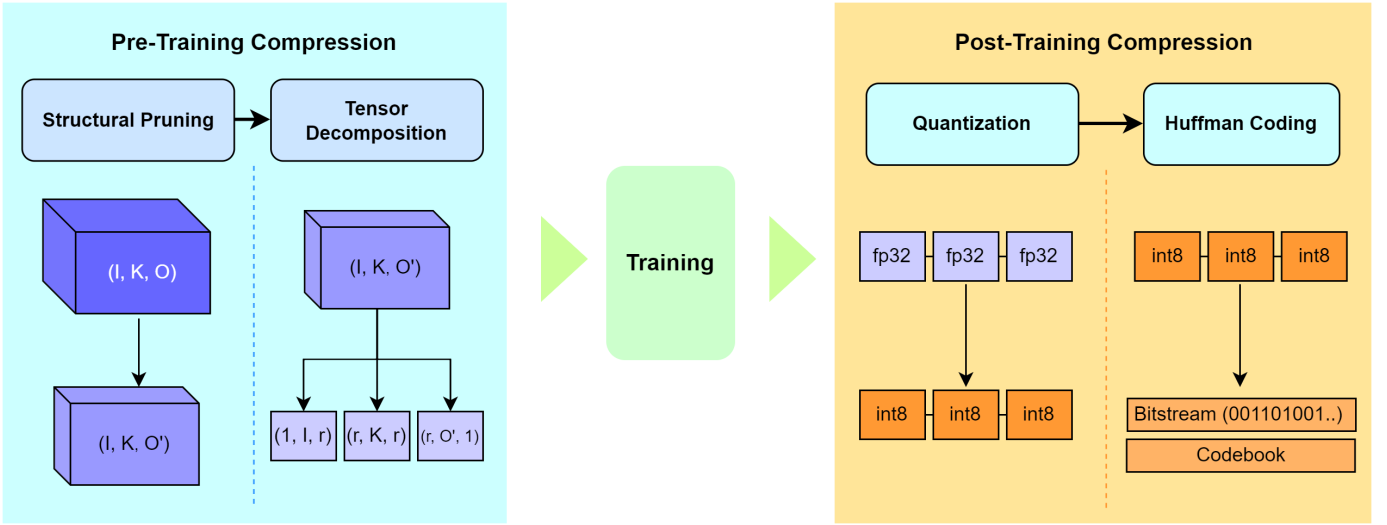 Pre-Training Compression
Structural Pruning
Tensor
Decomposition
(I, K, O)
(I, K, O')
(I, K, O')
(1, I, r)
(r, K, r)
(r, O', 1)
Training
Post-Training Compression
Quantization
Huffman Coding
fp32
fp32
fp32
int8
int8
int8
int8
int8
int8
Bitstream (001101001..)
Codebook